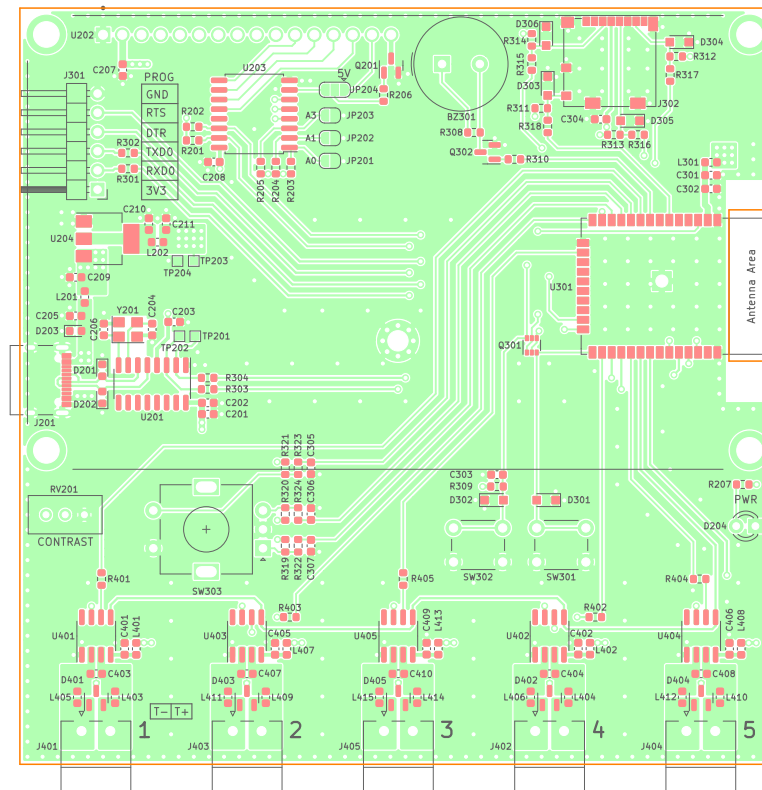 U202
C207
J301
PROG
GND
RTS
DTR
TXD0
RXD0
3V3
R302
R301
R202
R201
C208
U203
R205
R204
R203
5V
JP204
A3
JP203
A1
JP202
A0
JP201
Q201
R206
BZ301
R308
Q302
R310
D306
R314
R315
D303
R311
R318
C304
R313
R316
D305
J302
D304
R312
R317
L301
C301
C302
C210
C211
U204
L202
TP203
TP204
C209
L201
C205
D203
C206
Y201
C204
C203
TP201
TP202
D201
D202
J201
U201
R304
R303
C202
C201
U301
Antenna Area
Q301
R321
R323
C305
R320
R324
C306
R319
R322
C307
RV201
CONTRAST
SW303
C303
R309
D302
D301
SW302
SW301
R207
PWR
D204
R401
R403
R405
R402
R404
U401
C401
L401
U403
C405
L407
U405
C409
L413
U402
C402
L402
U404
C406
L408
D401
C403
L405
L403
D403
C407
L411
L409
C410
L415
L414
D402
C404
L406
L404
D404
C408
L412
L410
T-
T+
J401
1
J403
2
J405
3
J402
4
J404
5